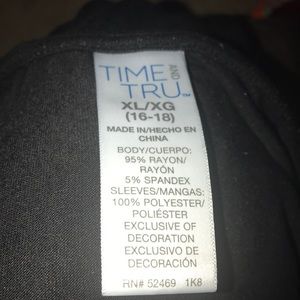 TIME AND
TRU™
XL/XG
(16-18)
MADE IN/HECHO EN
CHINA
BODY/CUERPO:
95% RAYON/
RAYÓN
5% SPANDEX
SLEEVES/MANGAS:
100% POLYESTER/
POLIÉSTER
EXCLUSIVE OF
DECORATION
EXCLUSIVO DE
DECORACIÓN
RN# 52469 1K8